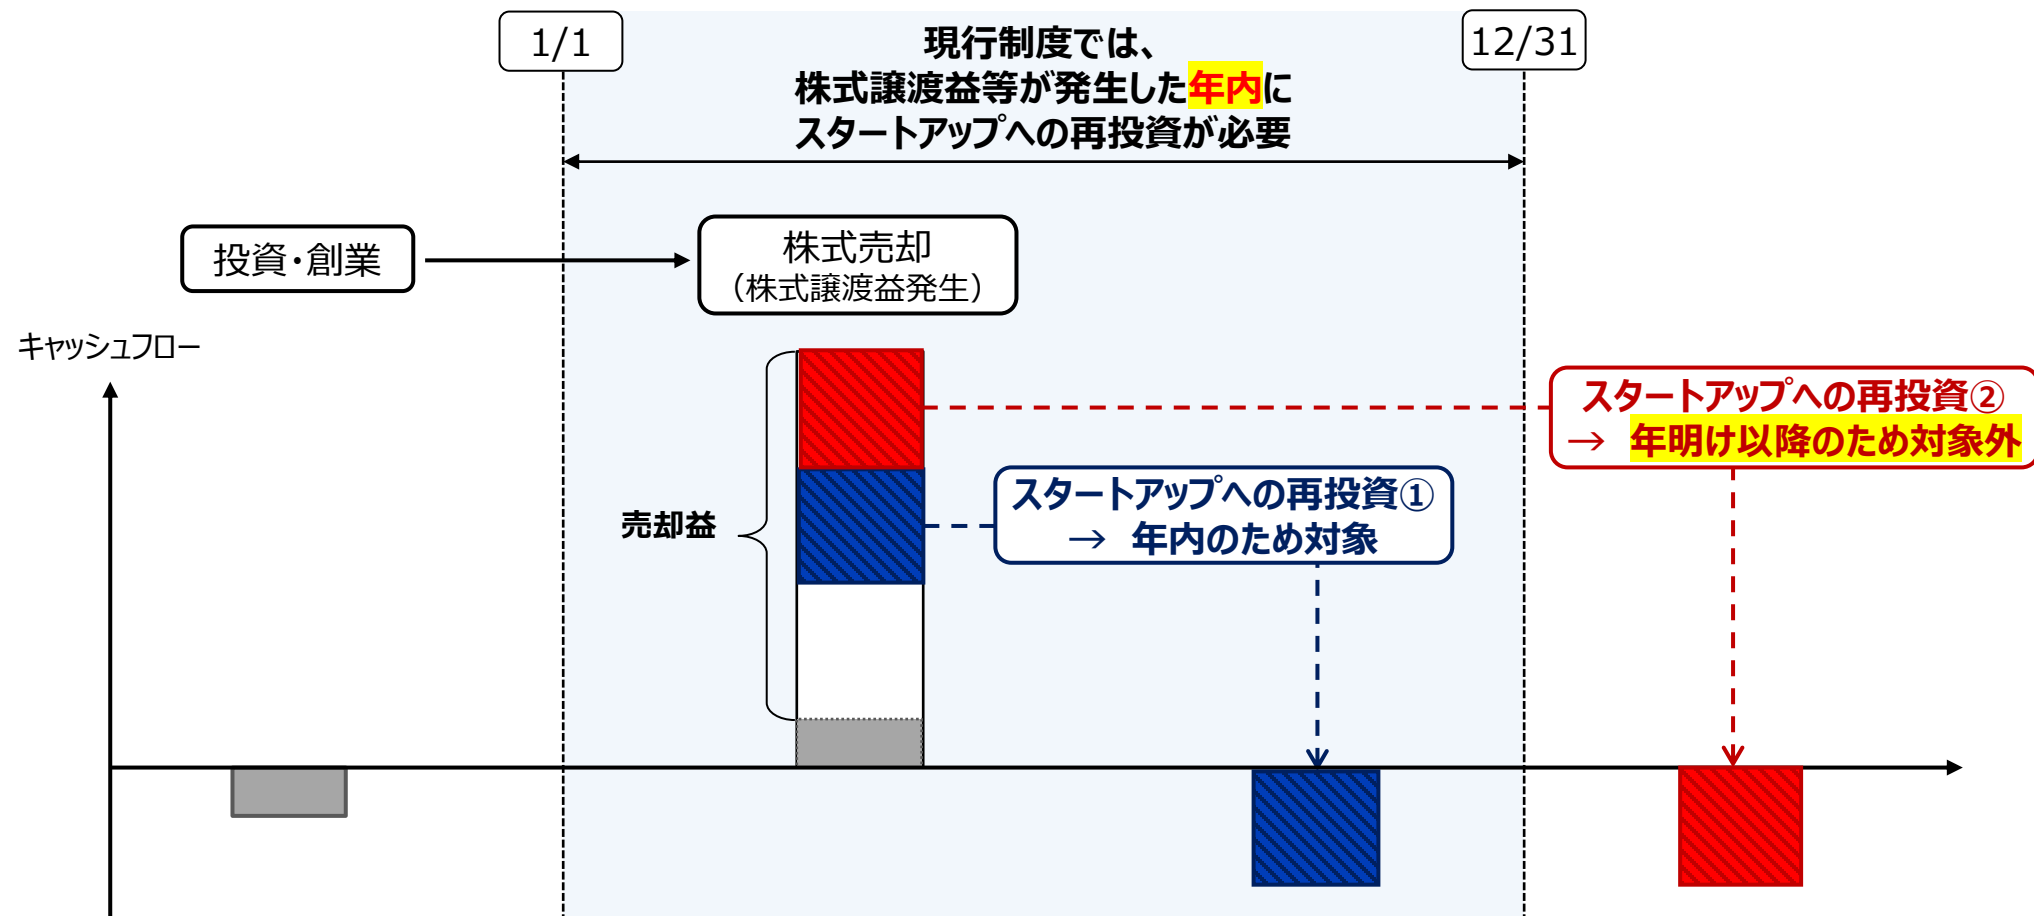 1/1
12/31
現行制度では、
株式譲渡益等が発生した年内に
スタートアップへの再投資が必要
投資・創業
株式売却
（株式譲渡益発生）
キャッシュフロー
スタートアップへの再投資②
→ 年明け以降のため対象外
スタートアップへの再投資①
→ 年内のため対象
売却益